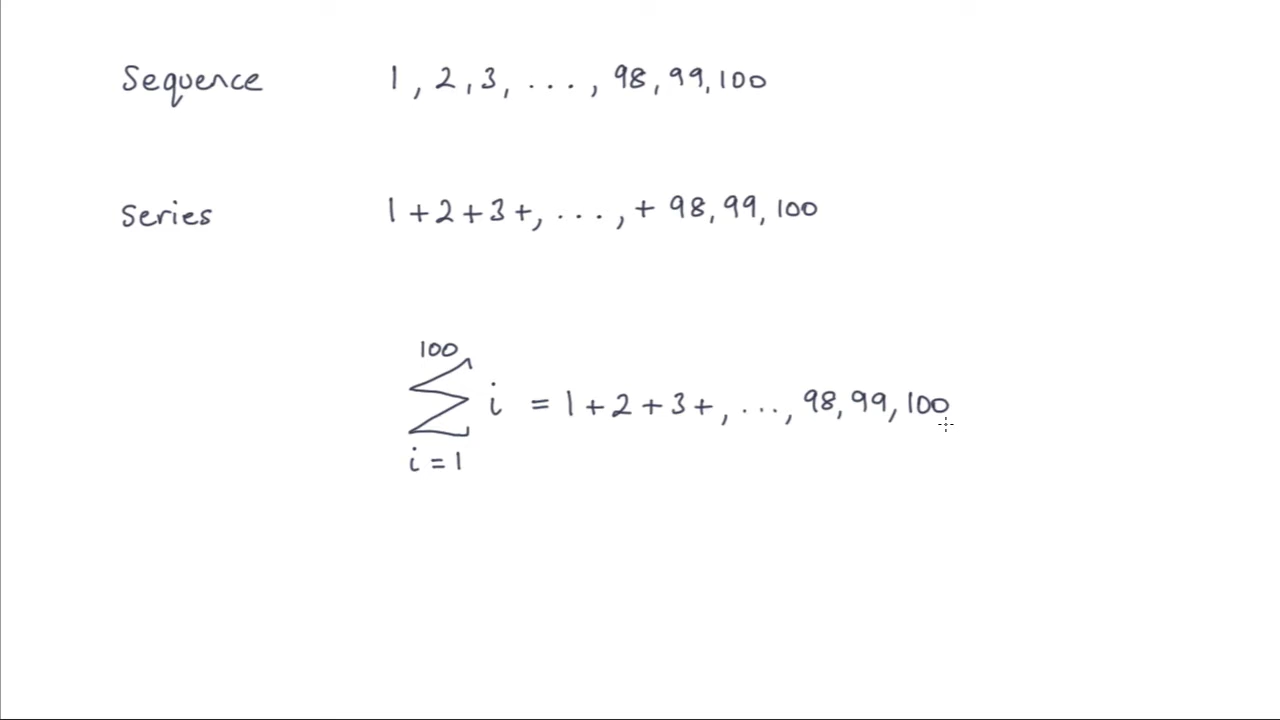 Sequence 1, 2, 3, ..., 98, 99, 100
Series 1+2+3+, ..., + 98, 99, 100
100
∑ i = 1+2+3+, ..., 98, 99, 100
i = 1